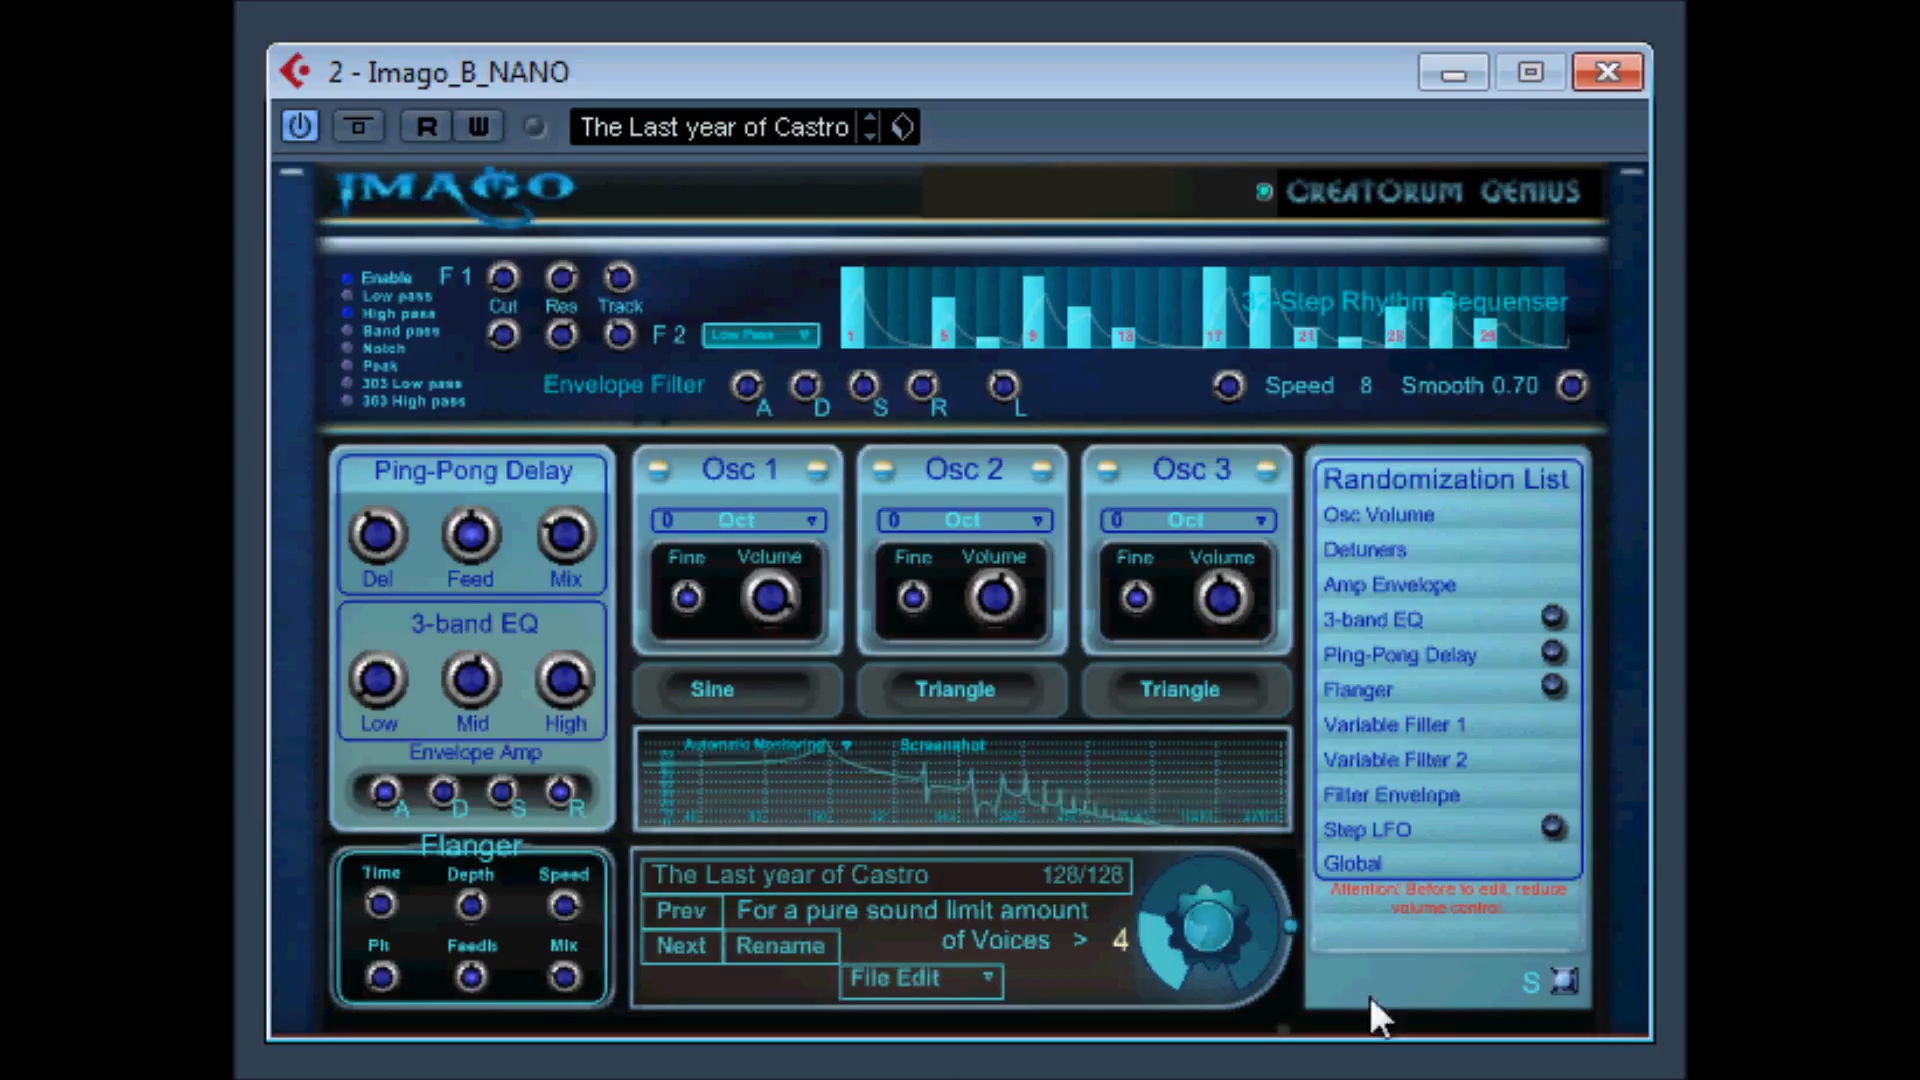 2 - Imago_B_NANO
R W
The Last year of Castro
IMAGO
CREATORUM GENIUS
Enable
Low pass
High pass
Band pass
Notch
Peak
303 Low pass
303 High pass
F 1
Cut Res Track
F 2
Low Pass
32-Step Rhythm Sequenser
1 5 9 13 17 21 25 29
Envelope Filter
A D S R L
Speed 8 Smooth 0.70
Ping-Pong Delay
Del Feed Mix
3-band EQ
Low Mid High
Envelope Amp
A D S R
Flanger
Time Depth Speed
Ph Feedb Mix
Osc 1
0 Oct
Fine Volume
Sine
Osc 2
0 Oct
Fine Volume
Triangle
Osc 3
0 Oct
Fine Volume
Triangle
Automatic Monitoring Screenshot
The Last year of Castro 128/128
Prev
Next
Rename
For a pure sound limit amount
of Voices > 4
File Edit
Randomization List
Osc Volume
Detuners
Amp Envelope
3-band EQ
Ping-Pong Delay
Flanger
Variable Filter 1
Variable Filter 2
Filter Envelope
Step LFO
Global
Attention! Before to edit, reduce
volume control.
S